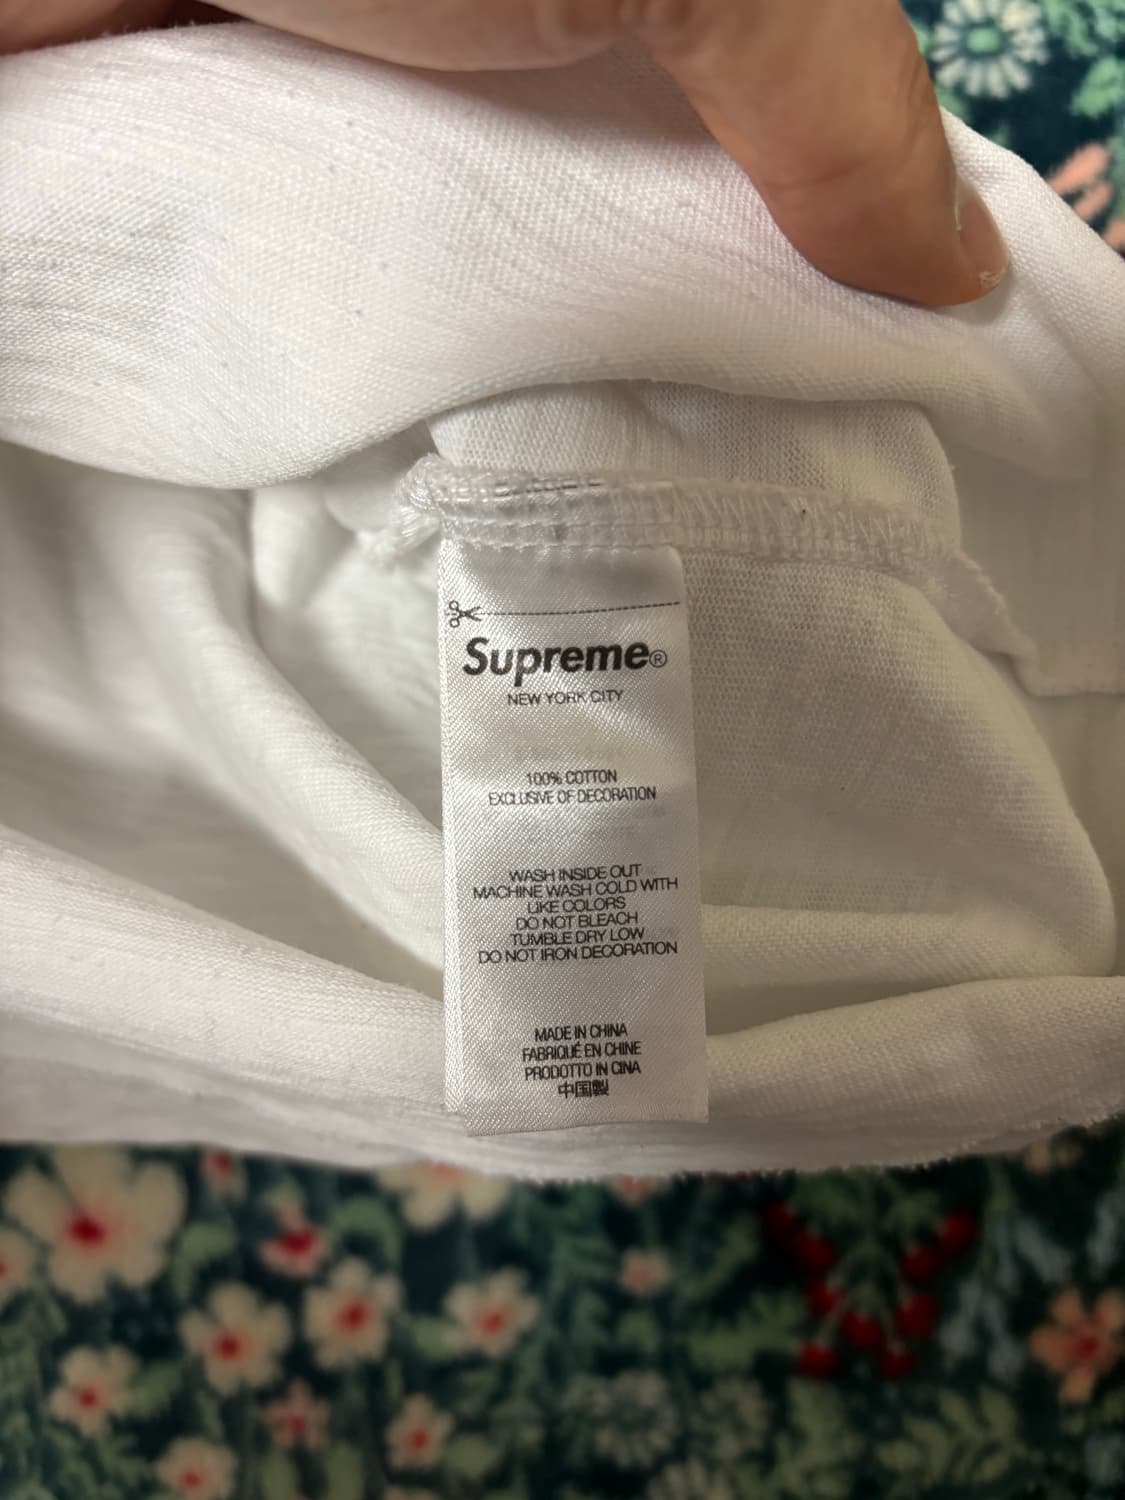 Supreme®
NEW YORK CITY
100% COTTON
EXCLUSIVE OF DECORATION
WASH INSIDE OUT
MACHINE WASH COLD WITH
LIKE COLORS
DO NOT BLEACH
TUMBLE DRY LOW
DO NOT IRON DECORATION
MADE IN CHINA
FABRIQUÉ EN CHINE
PRODOTTO IN CINA
中国製